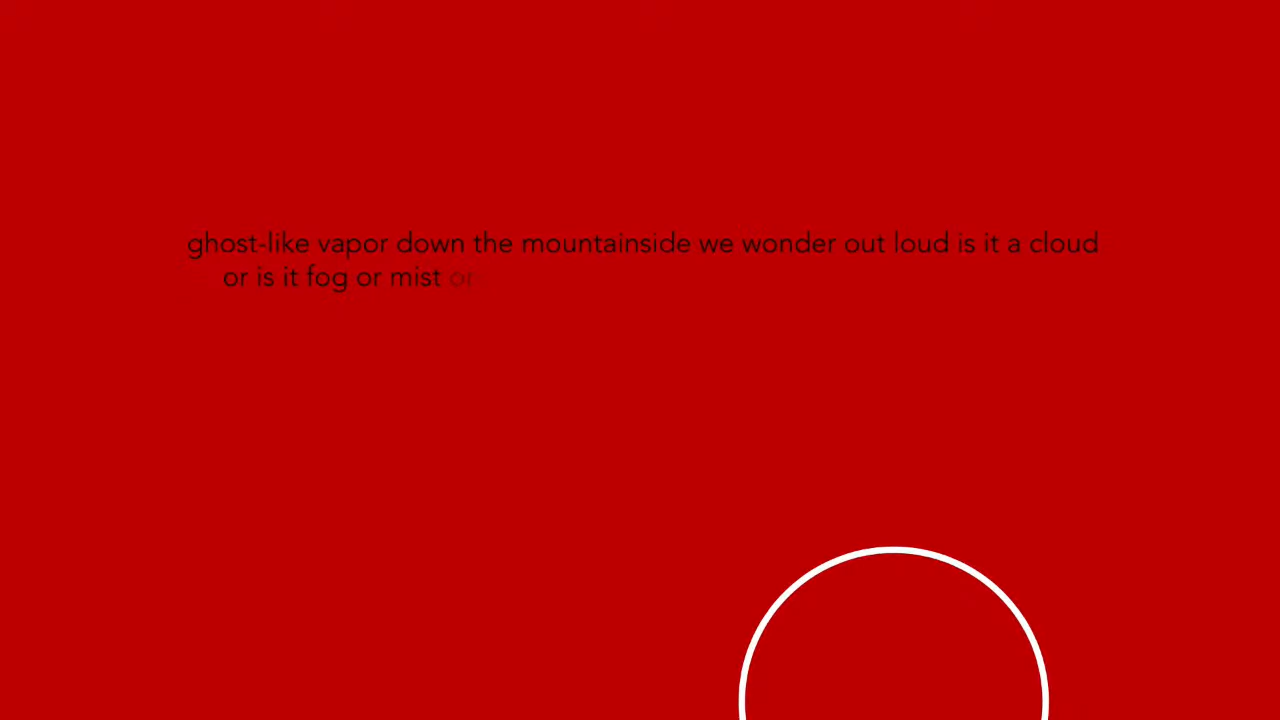 ghost-like vapor down the mountainside we wonder out loud is it a cloud
or is it fog or mist or